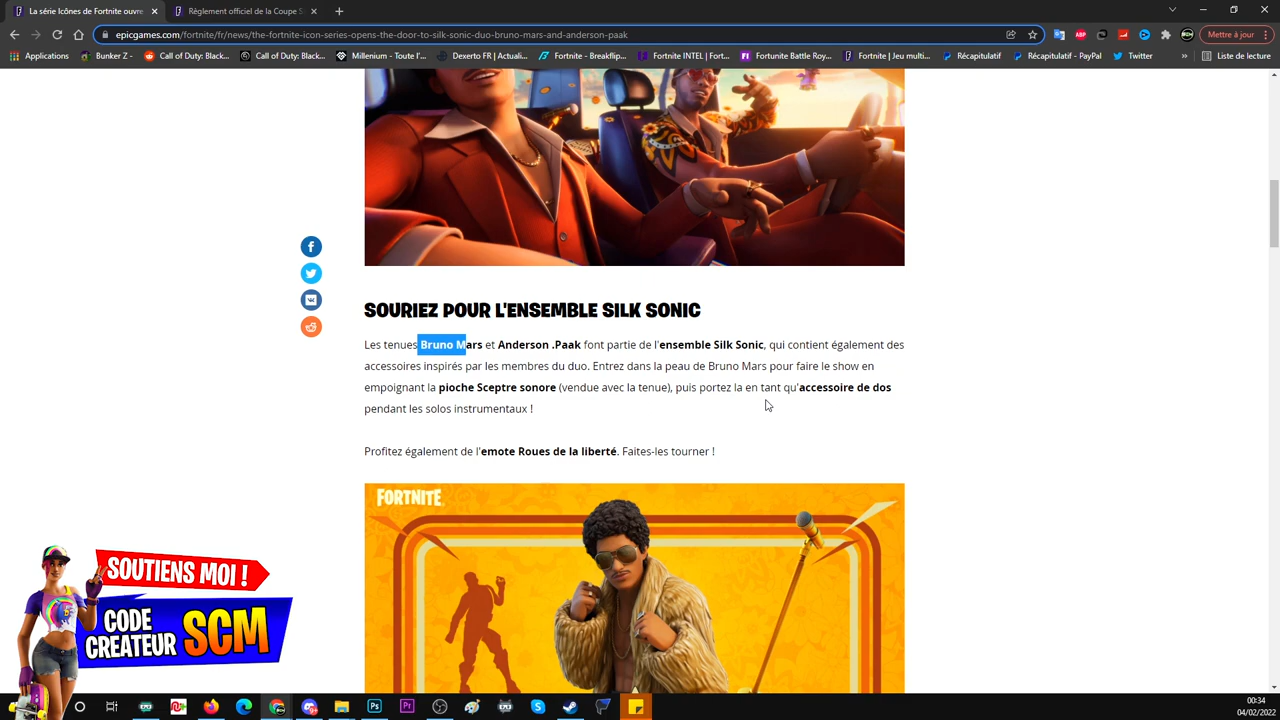 La série Icônes de Fortnite ouvre
Règlement officiel de la Coupe S
epicgames.com/fortnite/fr/news/the-fortnite-icon-series-opens-the-door-to-silk-sonic-duo-bruno-mars-and-anderson-paak
Mettre à jour
Applications
Bunker Z -
Call of Duty: Black...
Millenium - Toute l'...
Dexerto FR | Actuali...
Call of Duty: Black...
Fortnite - Breakflip...
Fortnite INTEL | Fort...
Fortunite Battle Roy...
Fortnite | Jeu multi...
Récapitulatif
Récapitulatif - PayPal
Twitter
»
Liste de lecture
SOURIEZ POUR L'ENSEMBLE SILK SONIC
Les tenues Bruno Mars et Anderson .Paak font partie de l'ensemble Silk Sonic, qui contient également des
accessoires inspirés par les membres du duo. Entrez dans la peau de Bruno Mars pour faire le show en
empoignant la pioche Sceptre sonore (vendue avec la tenue), puis portez la en tant qu'accessoire de dos
pendant les solos instrumentaux !
Profitez également de l'emote Roues de la liberté. Faites-les tourner !
FORTNITE
SOUTIENS MOI !
CODE
CREATEUR SCM
00:34
04/02/2022